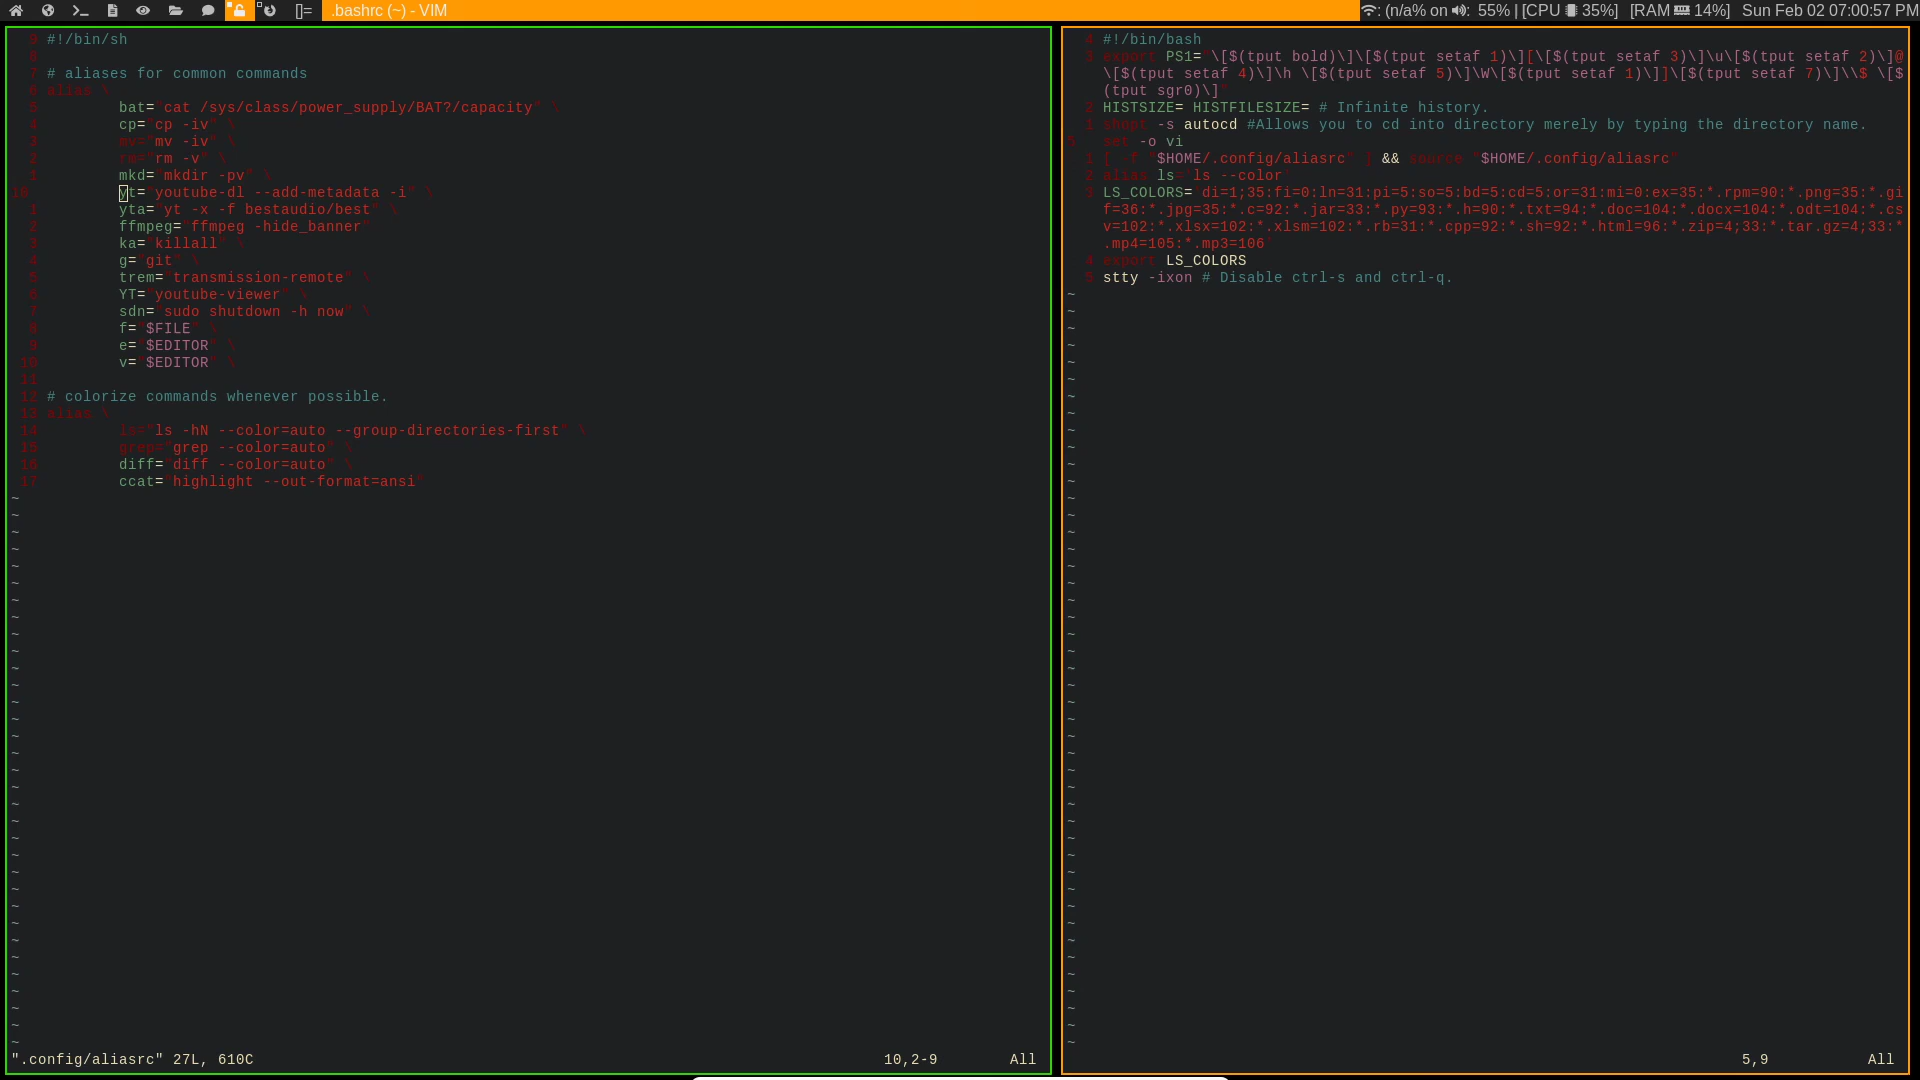 []= .bashrc (~) - VIM : (n/a% on : 55% | [CPU 35%] [RAM 14%] Sun Feb 02 07:00:57 PM
9 #!/bin/sh
8
7 # aliases for common commands
6 alias \
5 bat="cat /sys/class/power_supply/BAT?/capacity" \
4 cp="cp -iv" \
3 mv="mv -iv" \
2 rm="rm -v" \
1 mkd="mkdir -pv" \
10 yt="youtube-dl --add-metadata -i" \
1 yta="yt -x -f bestaudio/best" \
2 ffmpeg="ffmpeg -hide_banner"
3 ka="killall" \
4 g="git" \
5 trem="transmission-remote" \
6 YT="youtube-viewer" \
7 sdn="sudo shutdown -h now" \
8 f="$FILE" \
9 e="$EDITOR" \
10 v="$EDITOR" \
11
12 # colorize commands whenever possible.
13 alias \
14 ls="ls -hN --color=auto --group-directories-first" \
15 grep="grep --color=auto" \
16 diff="diff --color=auto" \
17 ccat="highlight --out-format=ansi"
".config/aliasrc" 27L, 610C 10,2-9 All
4 #!/bin/bash
3 export PS1="\[$(tput bold)\]\[$(tput setaf 1)\][\[$(tput setaf 3)\]\u\[$(tput setaf 2)\]@
\[$(tput setaf 4)\]\h \[$(tput setaf 5)\]\W\[$(tput setaf 1)\]]\[$(tput setaf 7)\]\\$ \[$
(tput sgr0)\]"
2 HISTSIZE= HISTFILESIZE= # Infinite history.
1 shopt -s autocd #Allows you to cd into directory merely by typing the directory name.
5 set -o vi
1 [ -f "$HOME/.config/aliasrc" ] && source "$HOME/.config/aliasrc"
2 alias ls='ls --color'
3 LS_COLORS='di=1;35:fi=0:ln=31:pi=5:so=5:bd=5:cd=5:or=31:mi=0:ex=35:*.rpm=90:*.png=35:*.gi
f=36:*.jpg=35:*.c=92:*.jar=33:*.py=93:*.h=90:*.txt=94:*.doc=104:*.docx=104:*.odt=104:*.cs
v=102:*.xlsx=102:*.xlsm=102:*.rb=31:*.cpp=92:*.sh=92:*.html=96:*.zip=4;33:*.tar.gz=4;33:*
.mp4=105:*.mp3=106'
4 export LS_COLORS
5 stty -ixon # Disable ctrl-s and ctrl-q.
5,9 All